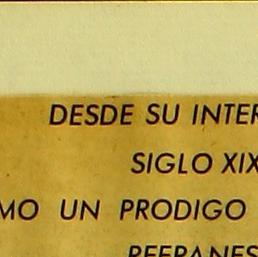 DESDE SU INTER
SIGLO XIX
MO UN PRODIGO